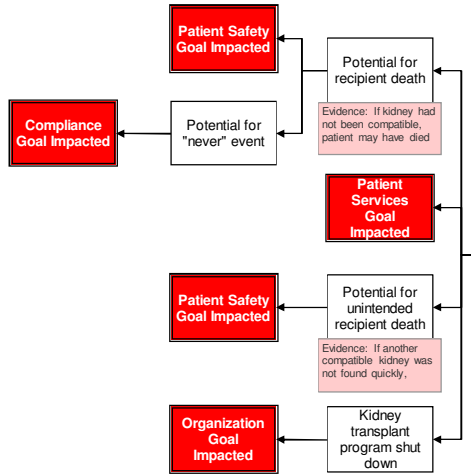 Patient Safety
Goal Impacted
Potential for
recipient death
Evidence: If kidney had
not been compatible,
patient may have died
Compliance
Goal Impacted
Potential for
"never" event
Patient
Services
Goal
Impacted
Patient Safety
Goal Impacted
Potential for
unintended
recipient death
Evidence: If another
compatible kidney was
not found quickly,
Organization
Goal
Impacted
Kidney
transplant
program shut
down